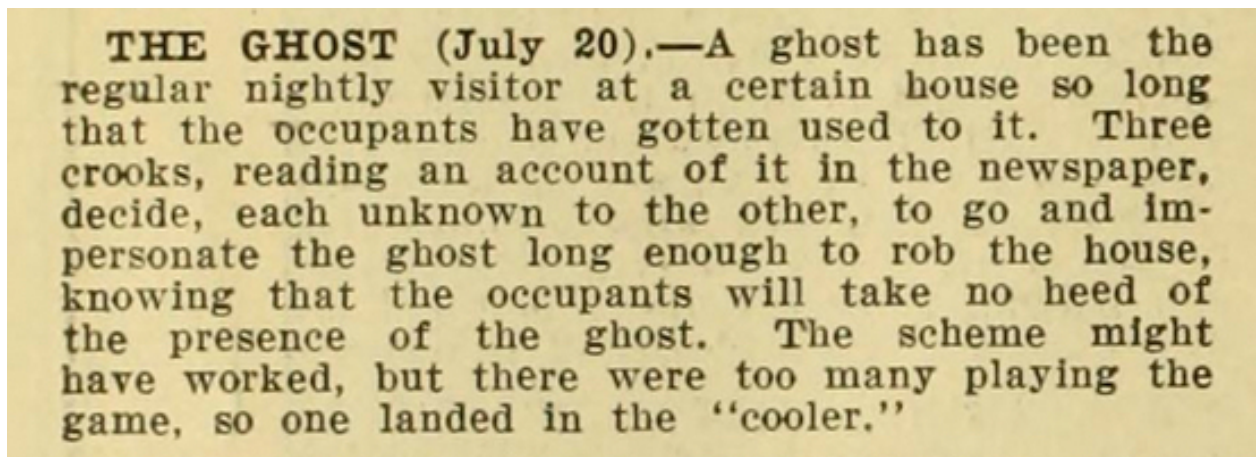 THE GHOST (July 20).—A ghost has been the
regular nightly visitor at a certain house so long
that the occupants have gotten used to it. Three
crooks, reading an account of it in the newspaper,
decide, each unknown to the other, to go and im-
personate the ghost long enough to rob the house,
knowing that the occupants will take no heed of
the presence of the ghost. The scheme might
have worked, but there were too many playing the
game, so one landed in the "cooler."